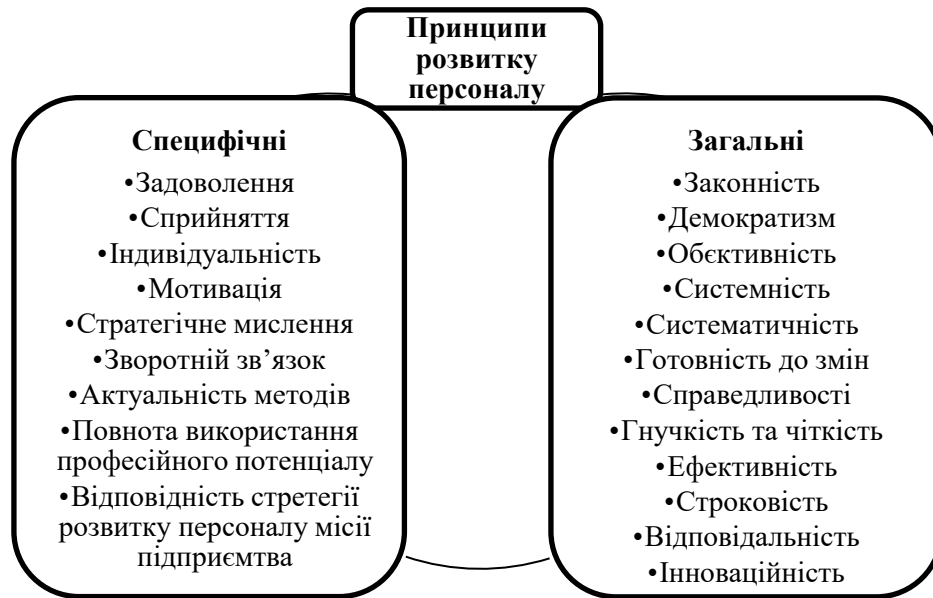 Принципи
розвитку
персоналу
Специфічні
•Задоволення
•Сприйняття
•Індивідуальність
•Мотивація
•Стратегічне мислення
•Зворотній зв’язок
•Актуальність методів
•Повнота використання
професійного потенціалу
•Відповідність стретегії
розвитку персоналу місії
підприємтва
Загальні
•Законність
•Демократизм
•Обєктивність
•Системність
•Систематичність
•Готовність до змін
•Справедливості
•Гнучкість та чіткість
•Ефективність
•Строковість
•Відповідальність
•Інноваційність